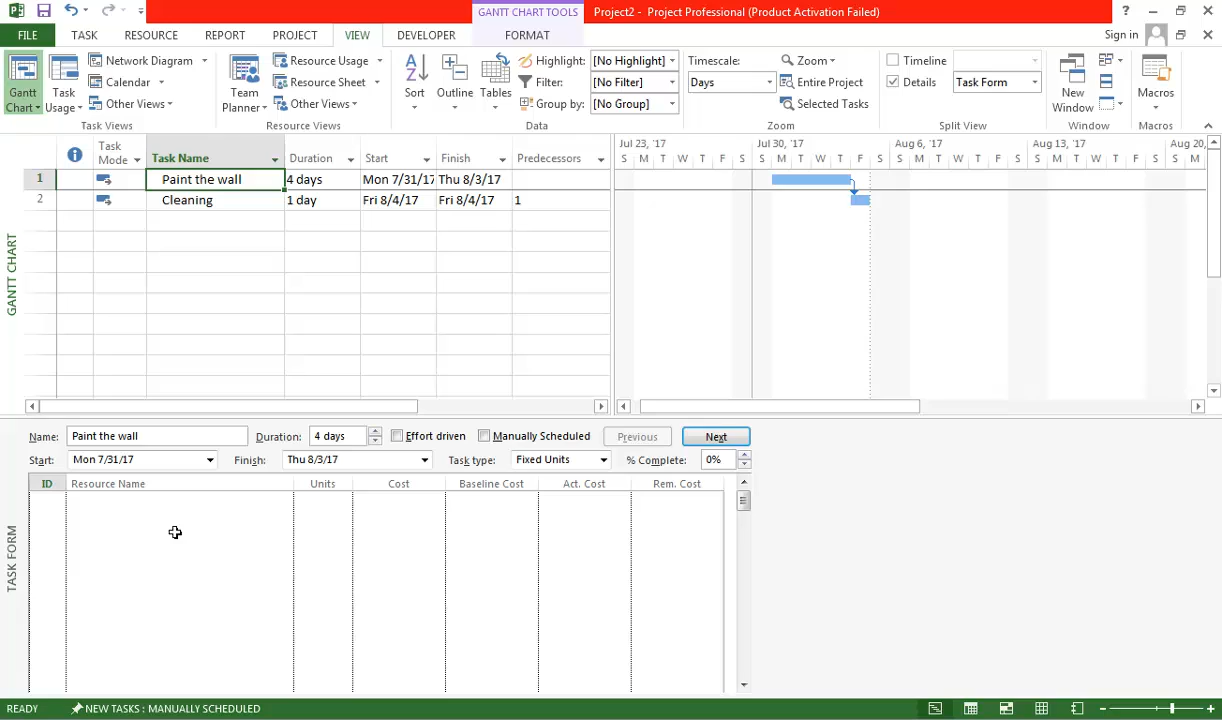 GANTT CHART TOOLS Project2 - Project Professional (Product Activation Failed)
FILE TASK RESOURCE REPORT PROJECT VIEW DEVELOPER FORMAT Sign in
Gantt Chart
Task Usage
Network Diagram
Calendar
Other Views
Task Views
Team Planner
Resource Usage
Resource Sheet
Other Views
Resource Views
Sort
Outline
Tables
Highlight: [No Highlight]
Filter: [No Filter]
Group by: [No Group]
Data
Timescale:
Days
Zoom
Entire Project
Selected Tasks
Zoom
Timeline
Details Task Form
Split View
New Window
Window
Macros
Macros
Task Mode Task Name Duration Start Finish Predecessors
1 Paint the wall 4 days Mon 7/31/17 Thu 8/3/17
2 Cleaning 1 day Fri 8/4/17 Fri 8/4/17 1
Jul 23, '17 Jul 30, '17 Aug 6, '17 Aug 13, '17 Aug 20,
S M T W T F S S M T W T F S S M T W T F S S M T W T F S S M
GANTT CHART
Name: Paint the wall Duration: 4 days Effort driven Manually Scheduled Previous Next
Start: Mon 7/31/17 Finish: Thu 8/3/17 Task type: Fixed Units % Complete: 0%
ID Resource Name Units Cost Baseline Cost Act. Cost Rem. Cost
TASK FORM
READY NEW TASKS : MANUALLY SCHEDULED